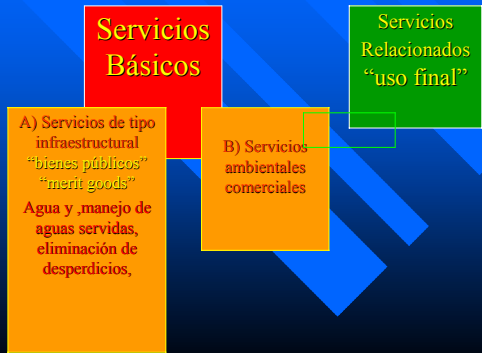 Servicios
Básicos
Servicios
Relacionados
“uso final”
A) Servicios de tipo
infraestructural
“bienes públicos”
“merit goods”
Agua y ,manejo de
aguas servidas,
eliminación de
desperdicios,
B) Servicios
ambientales
comerciales